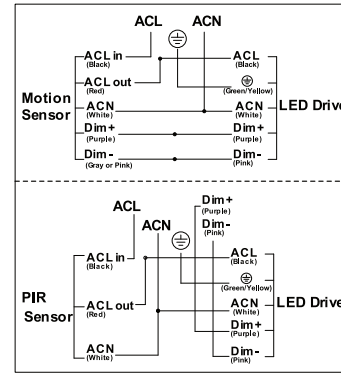 ACL ACN
ACL in ACL
(Black) (Black)
ACL out
(Red) (Green/Yellow)
Motion Sensor ACN ACN LED Drive
(White) (White)
Dim+ Dim+
(Purple) (Purple)
Dim- Dim-
(Gray or Pink) (Pink)
Dim+
(Purple)
ACL
Dim-
(Pink)
ACN
ACL in ACL
(Black) (Black)
(Green/Yellow)
PIR Sensor ACL out ACN LED Drive
(Red) (White)
Dim+
(Purple)
ACN Dim-
(White) (Pink)